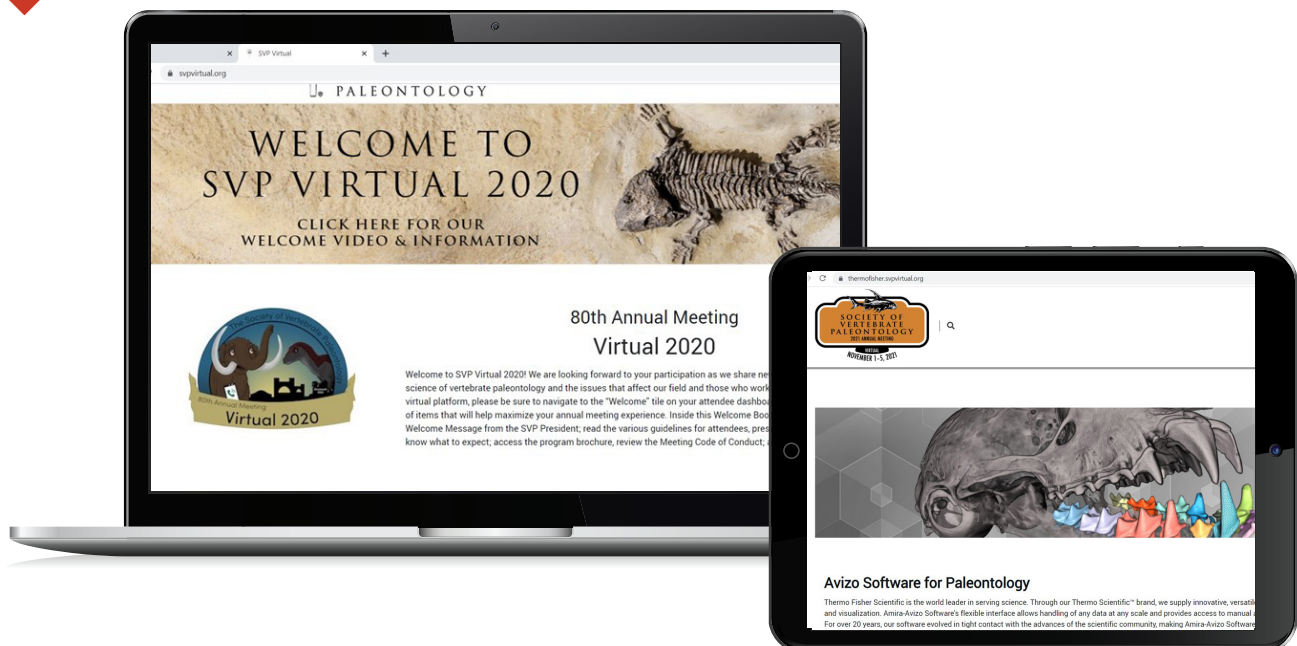 SVP Virtual
svpvirtual.org
PALEONTOLOGY
WELCOME TO
SVP VIRTUAL 2020
CLICK HERE FOR OUR
WELCOME VIDEO & INFORMATION
The Society of Vertebrate Paleontology
80th Annual Meeting
Virtual 2020
80th Annual Meeting
Virtual 2020
Welcome to SVP Virtual 2020! We are looking forward to your participation as we share
science of vertebrate paleontology and the issues that affect our field and those who work
virtual platform, please be sure to navigate to the "Welcome" tile on your attendee
of items that will help maximize your annual meeting experience. Inside this Welcome
Welcome Message from the SVP President; read the various guidelines for attendees,
know what to expect; access the program brochure, review the Meeting Code of Conduct;
thermofisher.svpvirtual.org
SOCIETY OF
VERTEBRATE
PALEONTOLOGY
2021 ANNUAL MEETING
VIRTUAL
NOVEMBER 1-5, 2021
Avizo Software for Paleontology
Thermo Fisher Scientific is the world leader in serving science. Through our Thermo Scientific™ brand, we supply innovative,
and visualization. Amira-Avizo Software's flexible interface allows handling of any data at any scale and provides access to manual
For over 20 years, our software evolved in tight contact with the advances of the scientific community, making Amira-Avizo Software